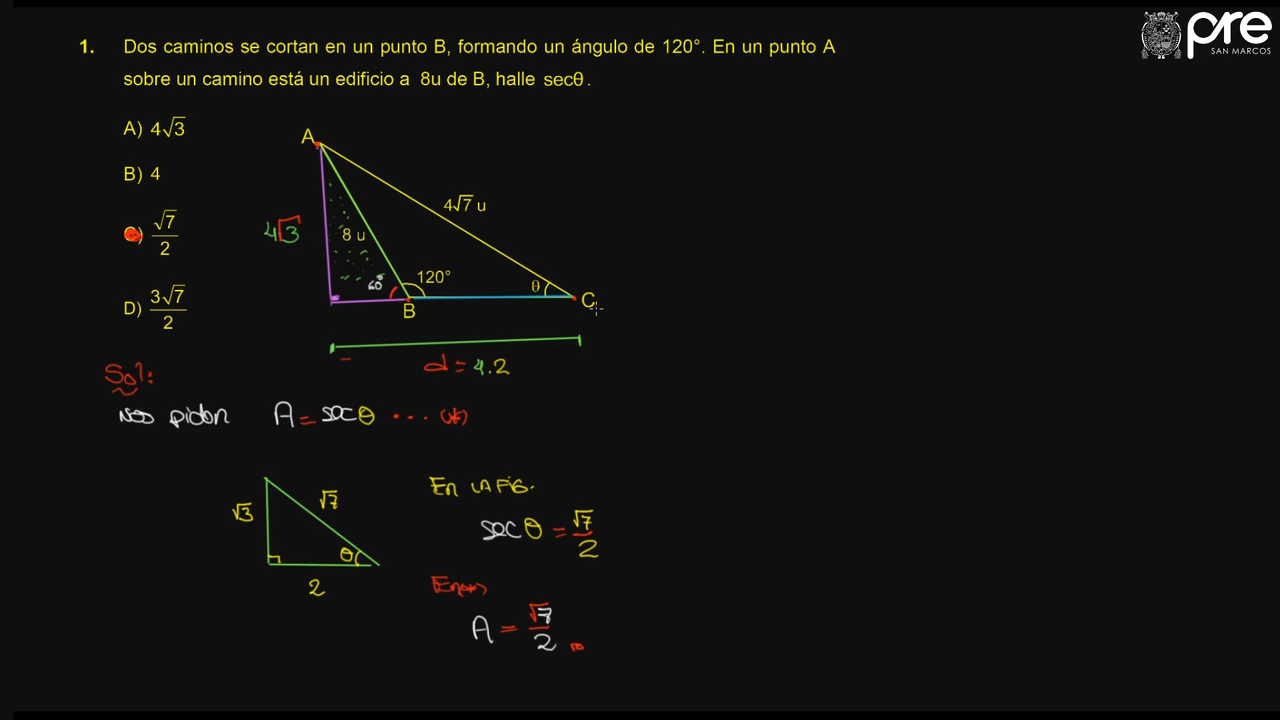 pre
SAN MARCOS
1. Dos caminos se cortan en un punto B, formando un ángulo de 120°. En un punto A
sobre un camino está un edificio a 8u de B, halle secθ.
A) 4√3
B) 4
C) √7/2
D) 3√7/2
A
4√7 u
4√3
8 u
60°
120°
θ
B
C
d = 4.2
Sol:
Nos piden A = secθ ... (*)
√3
√7
θ
2
En la fig.
secθ = √7/2
En (*)
A = √7/2